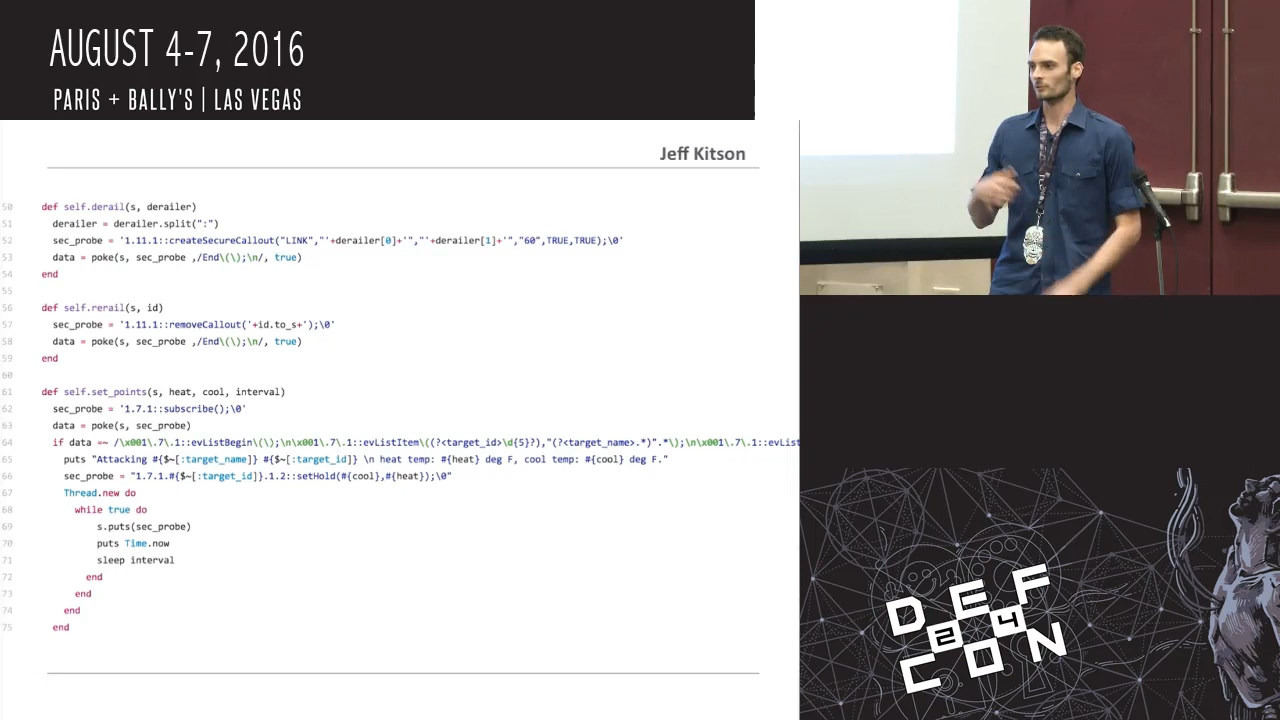 AUGUST 4-7, 2016
PARIS + BALLY'S | LAS VEGAS
Jeff Kitson
50 def self.derail(s, derailer)
51 derailer = derailer.split(":")
52 sec_probe = '1.11.1::createSecureCallout("LINK","'+derailer[0]+'","'+derailer[1]+'","60",TRUE,TRUE);\0'
53 data = poke(s, sec_probe ,/End\(\);\n/, true)
54 end
55
56 def self.rerail(s, id)
57 sec_probe = '1.11.1::removeCallout('+id.to_s+');\0'
58 data = poke(s, sec_probe ,/End\(\);\n/, true)
59 end
60
61 def self.set_points(s, heat, cool, interval)
62 sec_probe = '1.7.1::subscribe();\0'
63 data = poke(s, sec_probe)
64 if data =~ /\x001\.7\.1::evListBegin\(\);\n\x001\.7\.1::evListItem\((?<target_id>\d{5}?),"(?<target_name>.*)".*\);\n\x001\.7\.1::evList
65 puts "Attacking #{$~[:target_name]} #{$~[:target_id]} \n heat temp: #{heat} deg F, cool temp: #{cool} deg F."
66 sec_probe = "1.7.1.#{$~[:target_id]}.1.2::setHold(#{cool},#{heat});\0"
67 Thread.new do
68 while true do
69 s.puts(sec_probe)
70 puts Time.now
71 sleep interval
72 end
73 end
74 end
75 end
DEF
24
CON